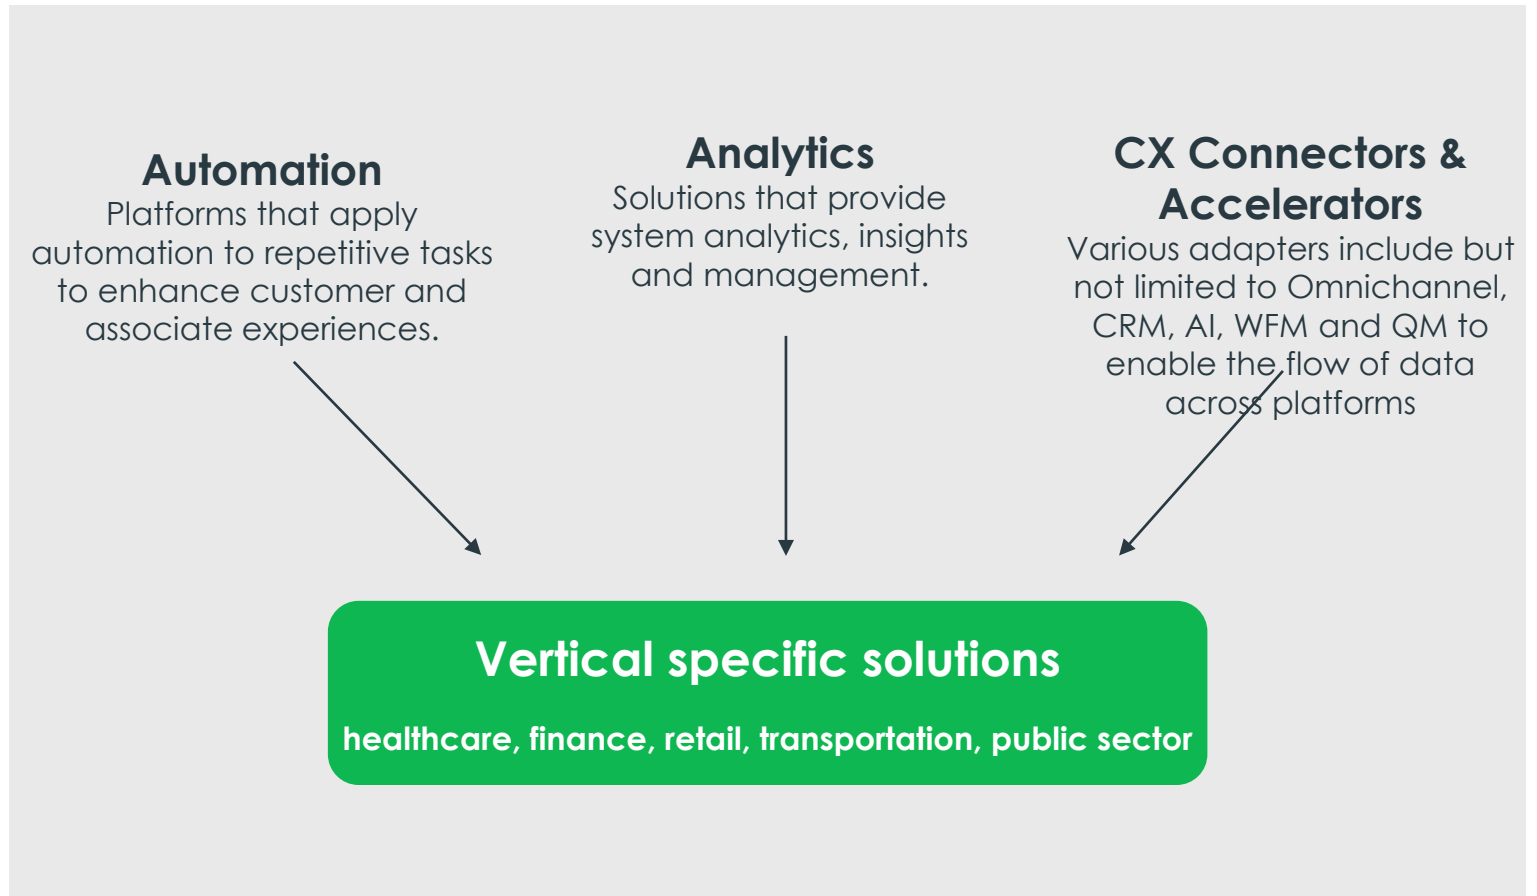 Automation
Platforms that apply
automation to repetitive tasks
to enhance customer and
associate experiences.
Analytics
Solutions that provide
system analytics, insights
and management.
CX Connectors &
Accelerators
Various adapters include but
not limited to Omnichannel,
CRM, AI, WFM and QM to
enable the flow of data
across platforms
Vertical specific solutions
healthcare, finance, retail, transportation, public sector